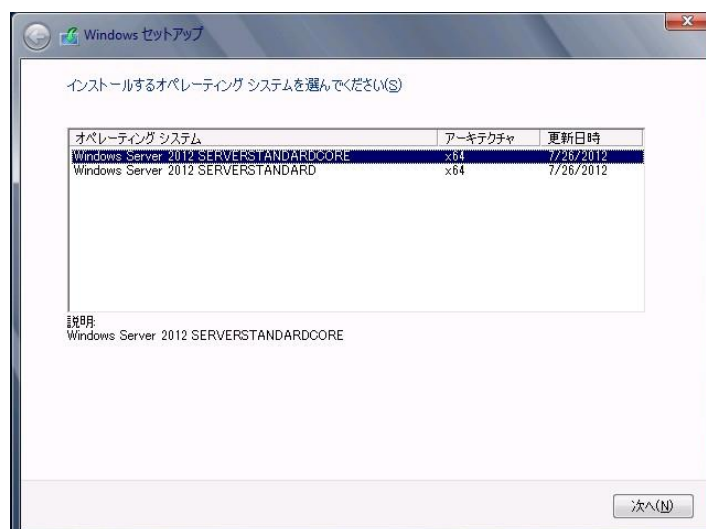 Windows セットアップ
インストールするオペレーティング システムを選んでください(S)
オペレーティング システム アーキテクチャ 更新日時
Windows Server 2012 SERVERSTANDARDCORE x64 7/26/2012
Windows Server 2012 SERVERSTANDARD x64 7/26/2012
説明:
Windows Server 2012 SERVERSTANDARDCORE
次へ(N)